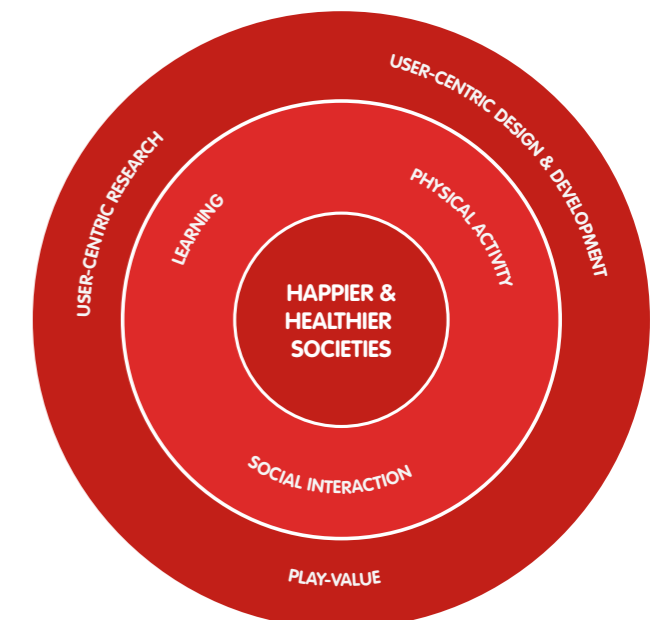 USER-CENTRIC RESEARCH
USER-CENTRIC DESIGN & DEVELOPMENT
LEARNING
PHYSICAL ACTIVITY
HAPPIER &
HEALTHIER
SOCIETIES
SOCIAL INTERACTION
PLAY-VALUE